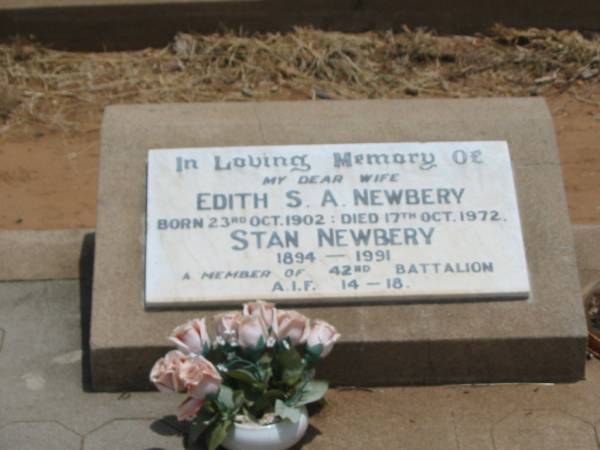 In Loving Memory Of
MY DEAR WIFE
EDITH S. A. NEWBERY
BORN 23RD OCT. 1902 : DIED 17TH OCT. 1972.
STAN NEWBERY
1894 — 1991
A MEMBER OF 42ND BATTALION
A.I.F. 14 — 18.